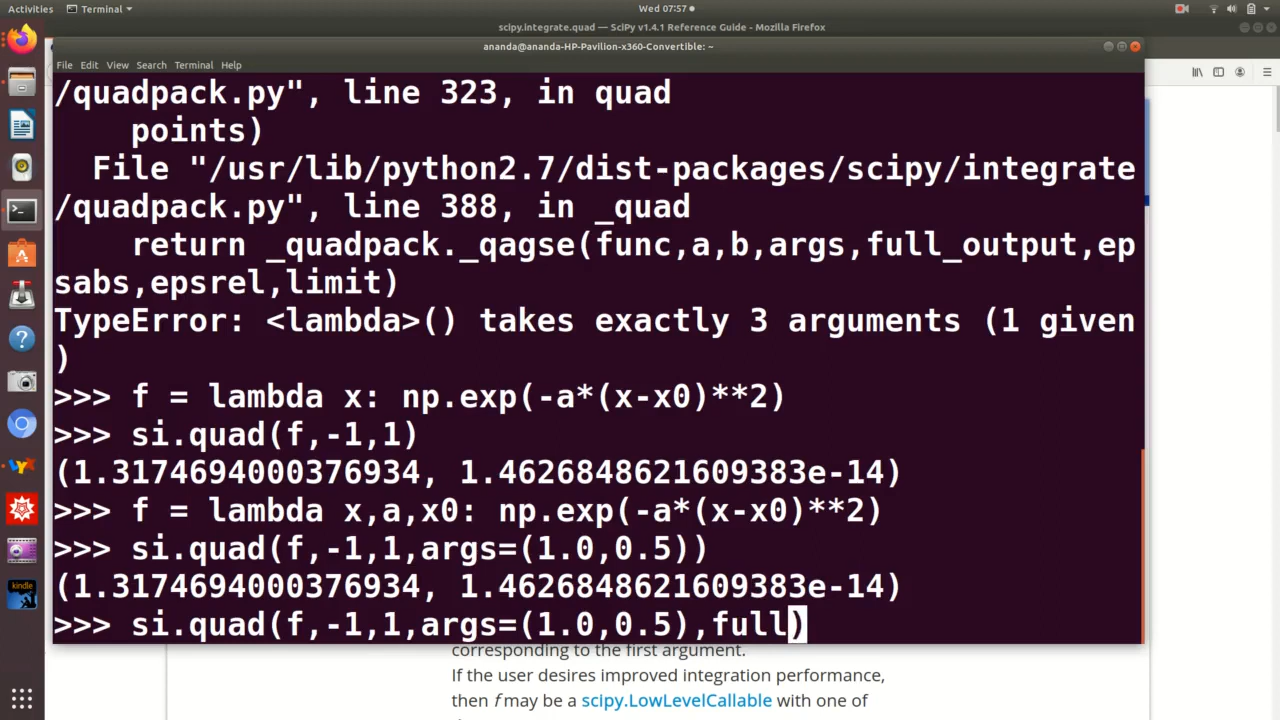 Activities Terminal Wed 07:57
scipy.integrate.quad — SciPy v1.4.1 Reference Guide - Mozilla Firefox
ananda@ananda-HP-Pavilion-x360-Convertible: ~
File Edit View Search Terminal Help
/quadpack.py", line 323, in quad
    points)
  File "/usr/lib/python2.7/dist-packages/scipy/integrate
/quadpack.py", line 388, in _quad
    return _quadpack._qagse(func,a,b,args,full_output,ep
sabs,epsrel,limit)
TypeError: <lambda>() takes exactly 3 arguments (1 given
)
>>> f = lambda x: np.exp(-a*(x-x0)**2)
>>> si.quad(f,-1,1)
(1.3174694000376934, 1.4626848621609383e-14)
>>> f = lambda x,a,x0: np.exp(-a*(x-x0)**2)
>>> si.quad(f,-1,1,args=(1.0,0.5))
(1.3174694000376934, 1.4626848621609383e-14)
>>> si.quad(f,-1,1,args=(1.0,0.5),full)
corresponding to the first argument.
If the user desires improved integration performance,
then f may be a scipy.LowLevelCallable with one of
kindle